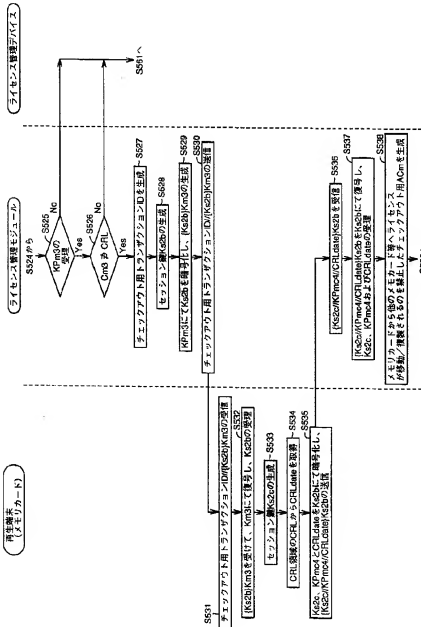 再生端末
(メモリカード)
ライセンス管理モジュール
ライセンス管理デバイス
S524から
S525
KPm3の
受理
No
Yes
S526
Cm3 ∉ CRL
No
Yes
S561へ
チェックアウト用トランザクションIDを生成
S527
セッション鍵Ks2bの生成
S528
KPm3にてKs2bを暗号化し、{Ks2b}Km3の生成
S529
S530
チェックアウト用トランザクションID//{Ks2b}Km3の送信
S531
チェックアウト用トランザクションID//{Ks2b}Km3の受信
S532
{Ks2b}Km3を受けて、Km3にて復号し、Ks2bの受理
セッション鍵Ks2cの生成
S533
CRL領域のCRLからCRLdateを取得
S534
S535
Ks2c、KPmc4とCRLdateをKs2bにて暗号化し、
{Ks2c//KPmc4//CRLdate}Ks2bの送信
{Ks2c//KPmc4//CRLdate}Ks2bを受信
S536
S537
{Ks2c//KPmc4//CRLdate}Ks2bをKs2bにて復号し、
Ks2c、KPmc4およびCRLdateの受理
S538
メモリカードから他のメモリカード等へライセンス
が移動/複製されるのを禁止したチェックアウト用ACmを生成